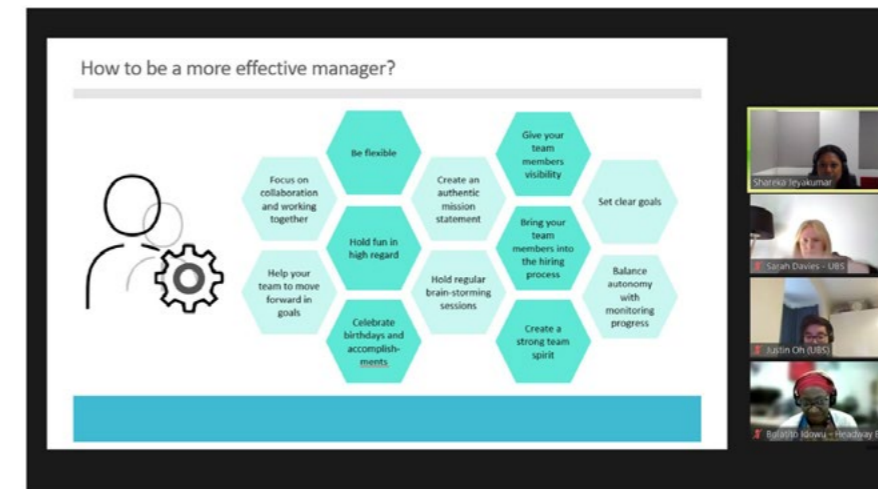 How to be a more effective manager?
Be flexible
Give your
team
members
visibility
Focus on
collaboration
and working
together
Create an
authentic
mission
statement
Set clear goals
Hold fun in
high regard
Bring your
team
members into
the hiring
process
Help your
team to move
forward in
goals
Hold regular
brain-storming
sessions
Balance
autonomy
with
monitoring
progress
Celebrate
birthdays and
accomplish-
ments
Create a
strong team
spirit
Shareka Jeyakumar
Sarah Davies - UBS
Justin Oh (UBS)
Idowu - Headway E